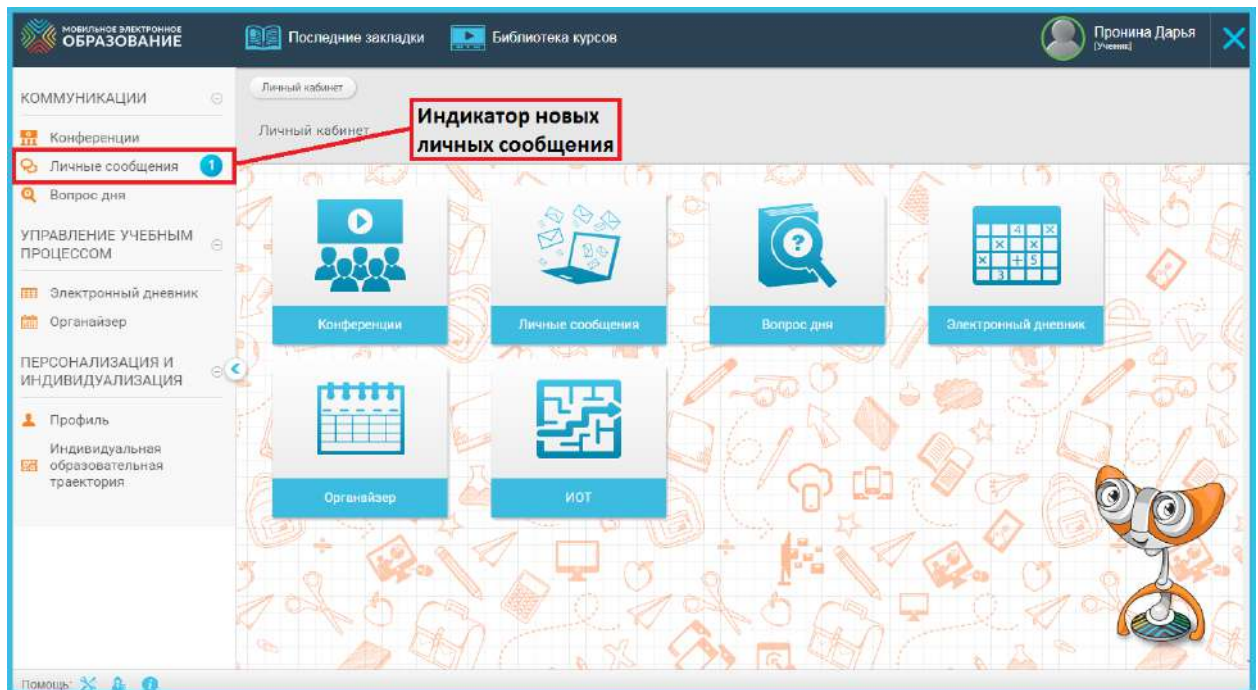 МОБИЛЬНОЕ ЭЛЕКТРОННОЕ
ОБРАЗОВАНИЕ
Последние закладки
Библиотека курсов
Пронина Дарья
[Ученик]
КОММУНИКАЦИИ
Конференции
Личные сообщения 1
Вопрос дня
УПРАВЛЕНИЕ УЧЕБНЫМ
ПРОЦЕССОМ
Электронный дневник
Органайзер
ПЕРСОНАЛИЗАЦИЯ И
ИНДИВИДУАЛИЗАЦИЯ
Профиль
Индивидуальная
образовательная
траектория
Личный кабинет
Личный кабинет
Индикатор новых
личных сообщения
Конференции
Личные сообщения
Вопрос дня
Электронный дневник
Органайзер
ИОТ
Помощь: